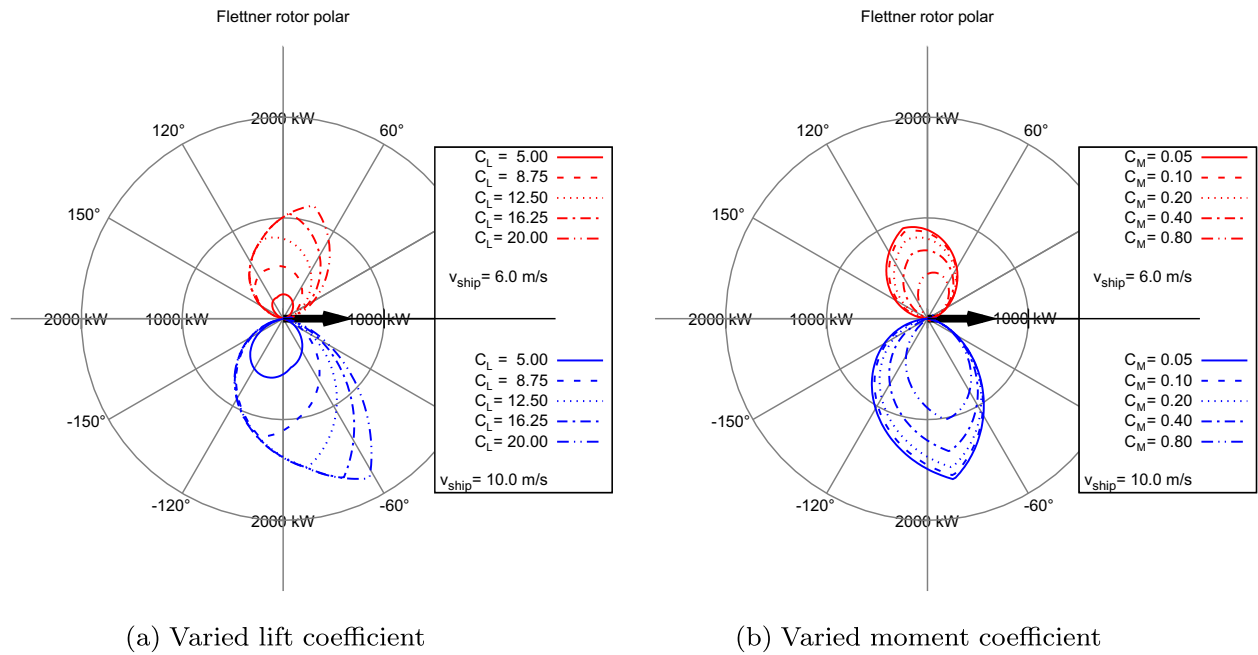 Flettner rotor polar
2000 kW
120°
60°
150°
2000 kW
1000 kW
1000 kW
-150°
-120°
-60°
2000 kW
C_L = 5.00
C_L = 8.75
C_L = 12.50
C_L = 16.25
C_L = 20.00
v_ship = 6.0 m/s
C_L = 5.00
C_L = 8.75
C_L = 12.50
C_L = 16.25
C_L = 20.00
v_ship = 10.0 m/s
(a) Varied lift coefficient
Flettner rotor polar
2000 kW
120°
60°
150°
2000 kW
1000 kW
1000 kW
-150°
-120°
-60°
2000 kW
C_M = 0.05
C_M = 0.10
C_M = 0.20
C_M = 0.40
C_M = 0.80
v_ship = 6.0 m/s
C_M = 0.05
C_M = 0.10
C_M = 0.20
C_M = 0.40
C_M = 0.80
v_ship = 10.0 m/s
(b) Varied moment coefficient